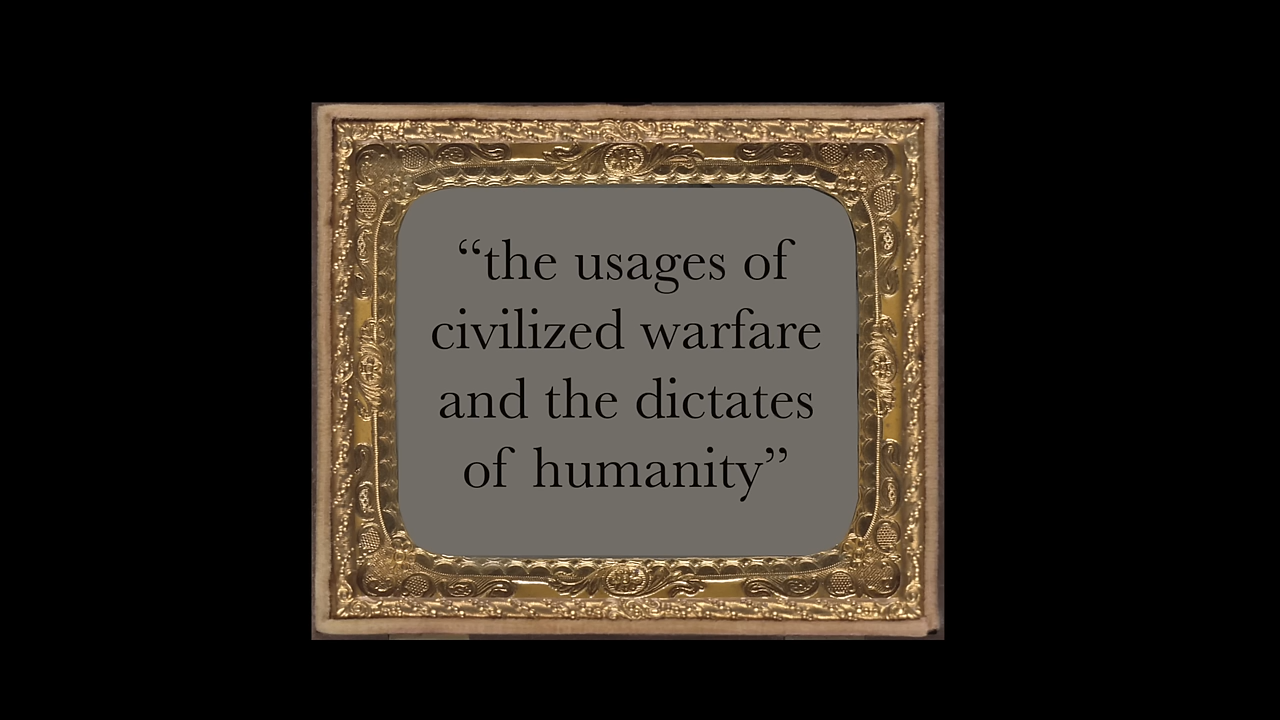 “the usages of
civilized warfare
and the dictates
of humanity”